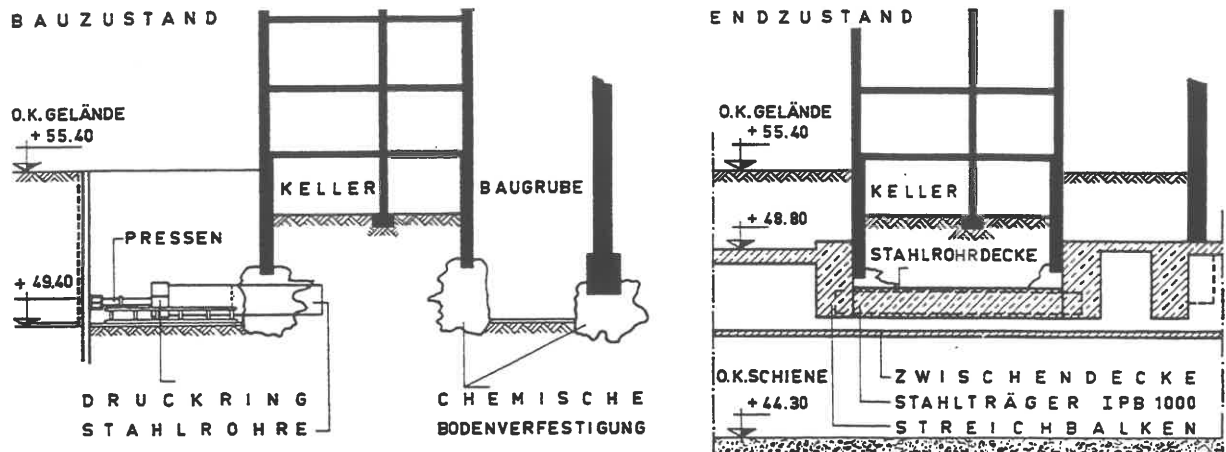 BAUZUSTAND
O.K. GELÄNDE
+ 55.40
KELLER
BAUGRUBE
PRESSEN
+ 49.40
DRUCKRING
STAHLROHRE
CHEMISCHE
BODENVERFESTIGUNG
ENDZUSTAND
O.K. GELÄNDE
+ 55.40
KELLER
+ 48.80
STAHLROHRDECKE
O.K. SCHIENE
+ 44.30
ZWISCHENDECKE
STAHLTRÄGER IPB 1000
STREICHBALKEN